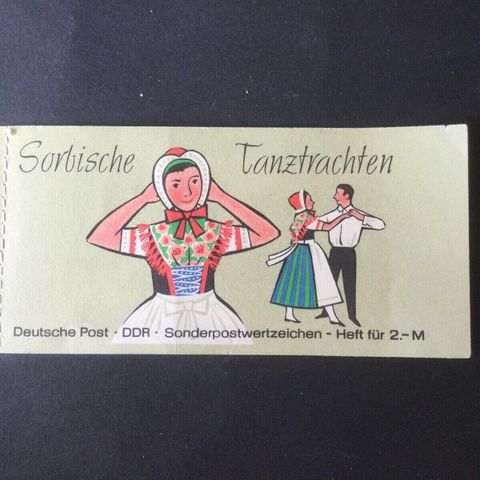 Sorbische Tanztrachten
Deutsche Post · DDR · Sonderpostwertzeichen - Heft für 2.- M